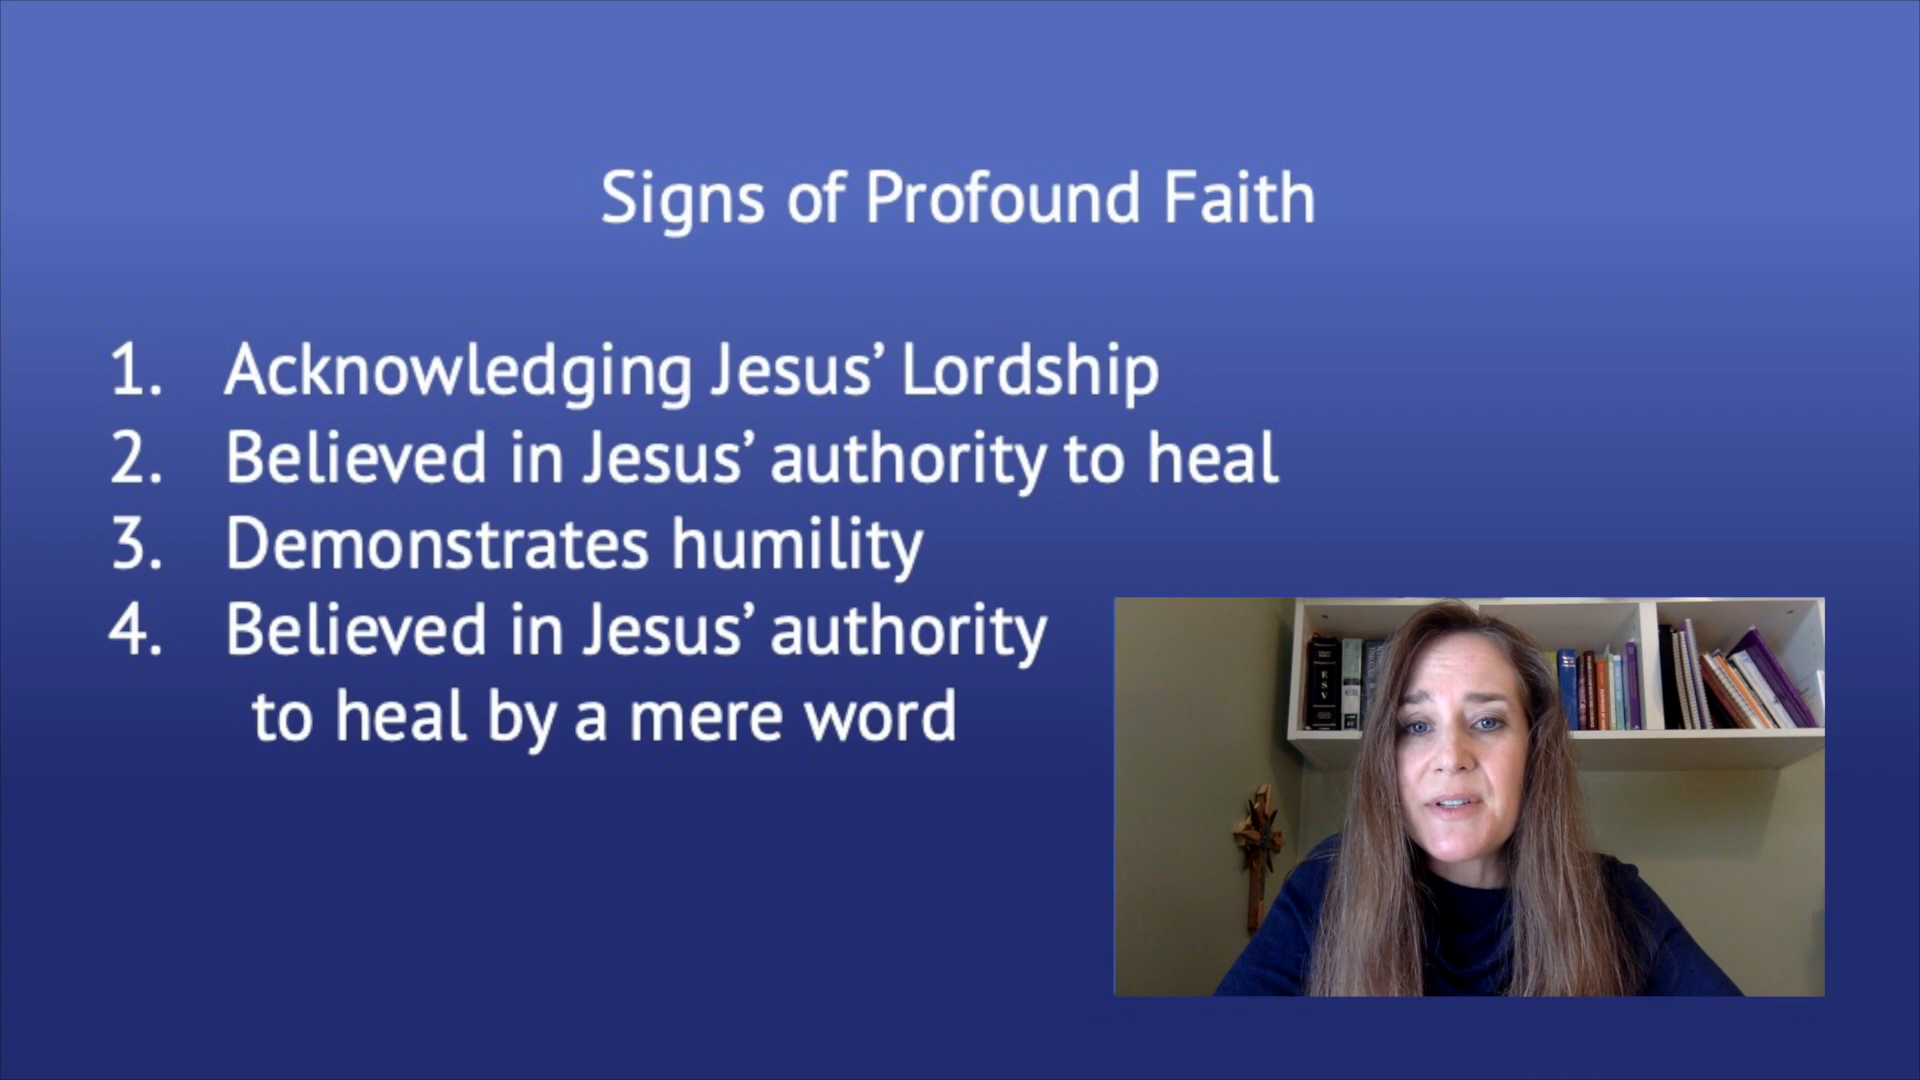 Signs of Profound Faith
1. Acknowledging Jesus’ Lordship
2. Believed in Jesus’ authority to heal
3. Demonstrates humility
4. Believed in Jesus’ authority
to heal by a mere word
ESV